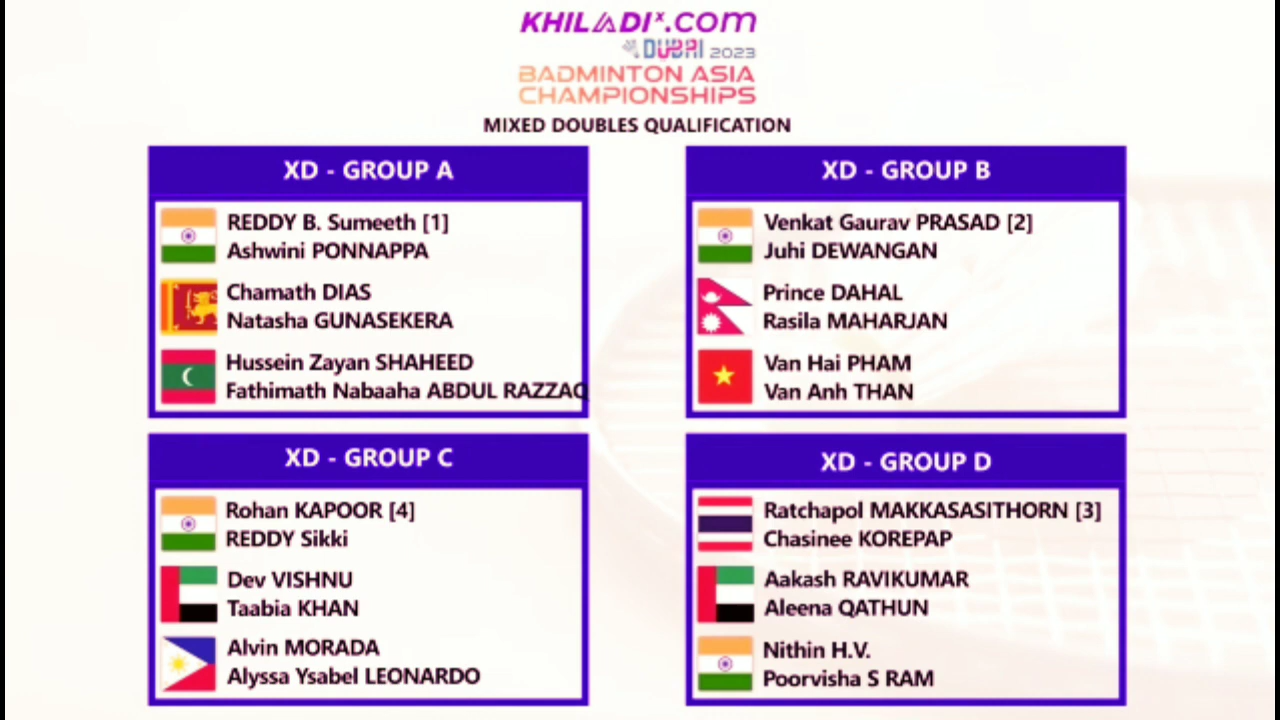 KHILADIX.COM
DUBAI 2023
BADMINTON ASIA
CHAMPIONSHIPS
MIXED DOUBLES QUALIFICATION
XD - GROUP A
REDDY B. Sumeeth [1]
Ashwini PONNAPPA
Chamath DIAS
Natasha GUNASEKERA
Hussein Zayan SHAHEED
Fathimath Nabaaha ABDUL RAZZAQ
XD - GROUP B
Venkat Gaurav PRASAD [2]
Juhi DEWANGAN
Prince DAHAL
Rasila MAHARJAN
Van Hai PHAM
Van Anh THAN
XD - GROUP C
Rohan KAPOOR [4]
REDDY Sikki
Dev VISHNU
Taabia KHAN
Alvin MORADA
Alyssa Ysabel LEONARDO
XD - GROUP D
Ratchapol MAKKASASITHORN [3]
Chasinee KOREPAP
Aakash RAVIKUMAR
Aleena QATHUN
Nithin H.V.
Poorvisha S RAM